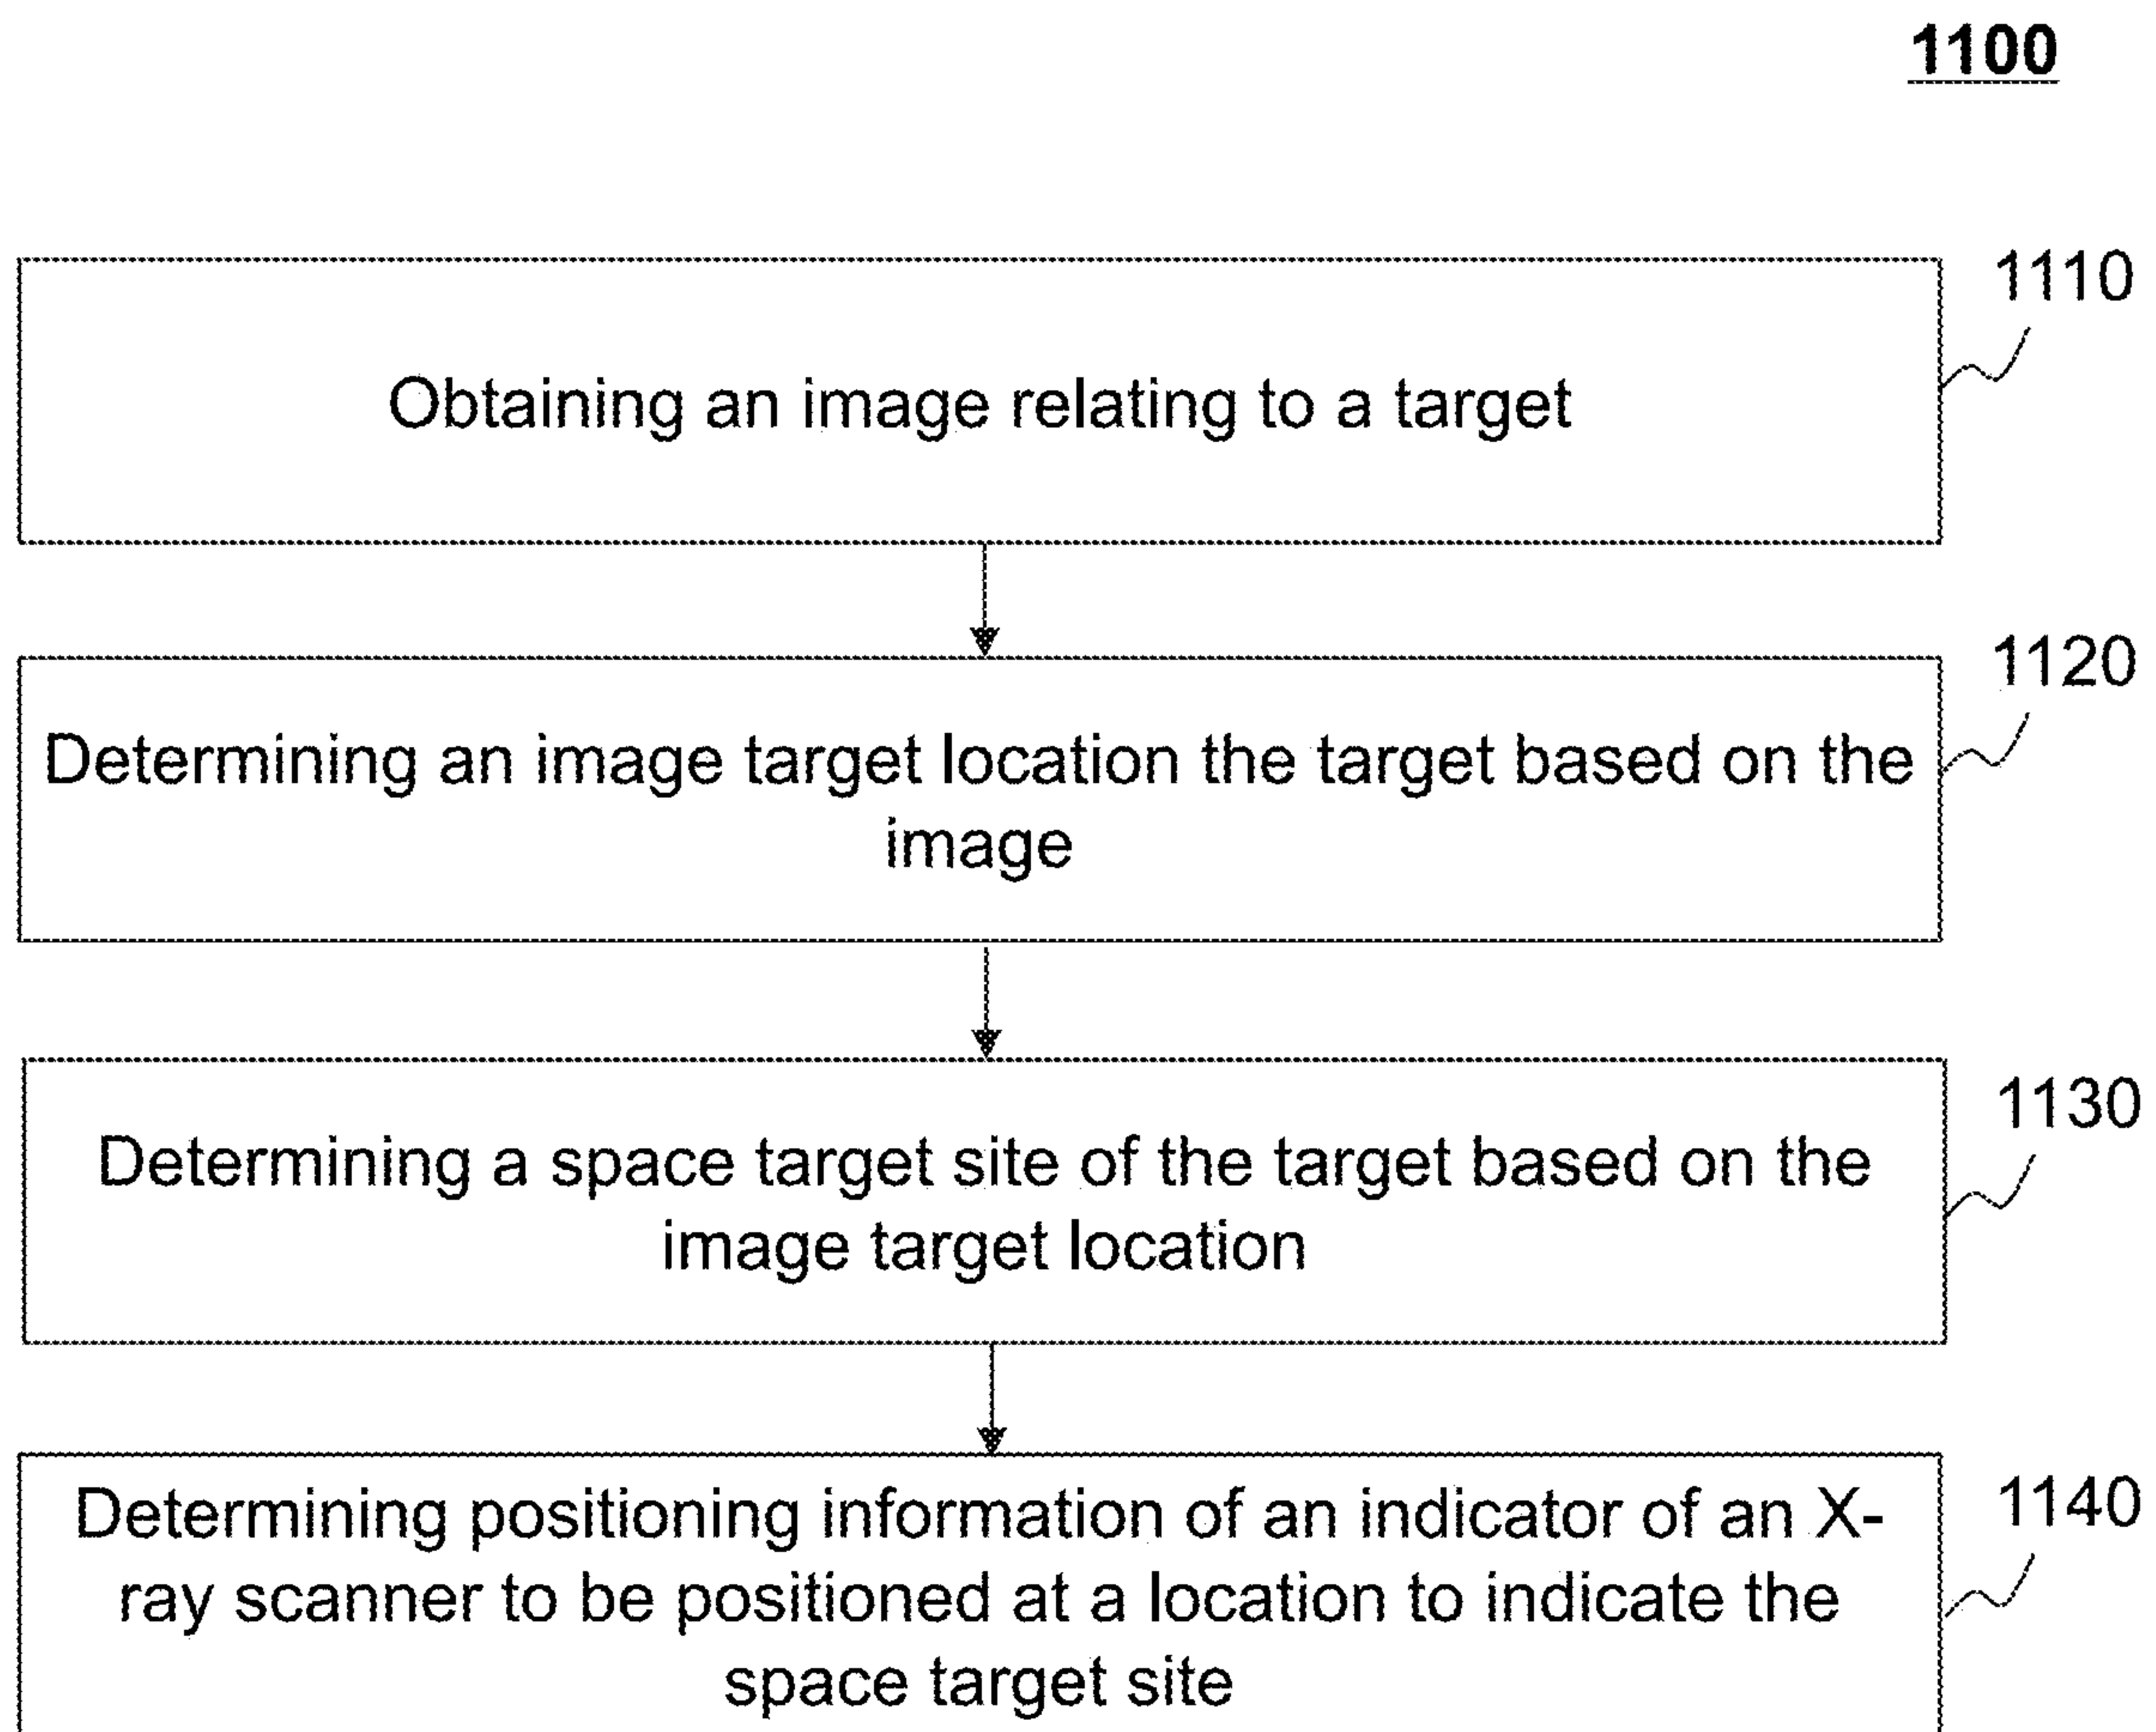 1100
1110
Obtaining an image relating to a target
1120
Determining an image target location the target based on the
image
1130
Determining a space target site of the target based on the
image target location
1140
Determining positioning information of an indicator of an X-
ray scanner to be positioned at a location to indicate the
space target site